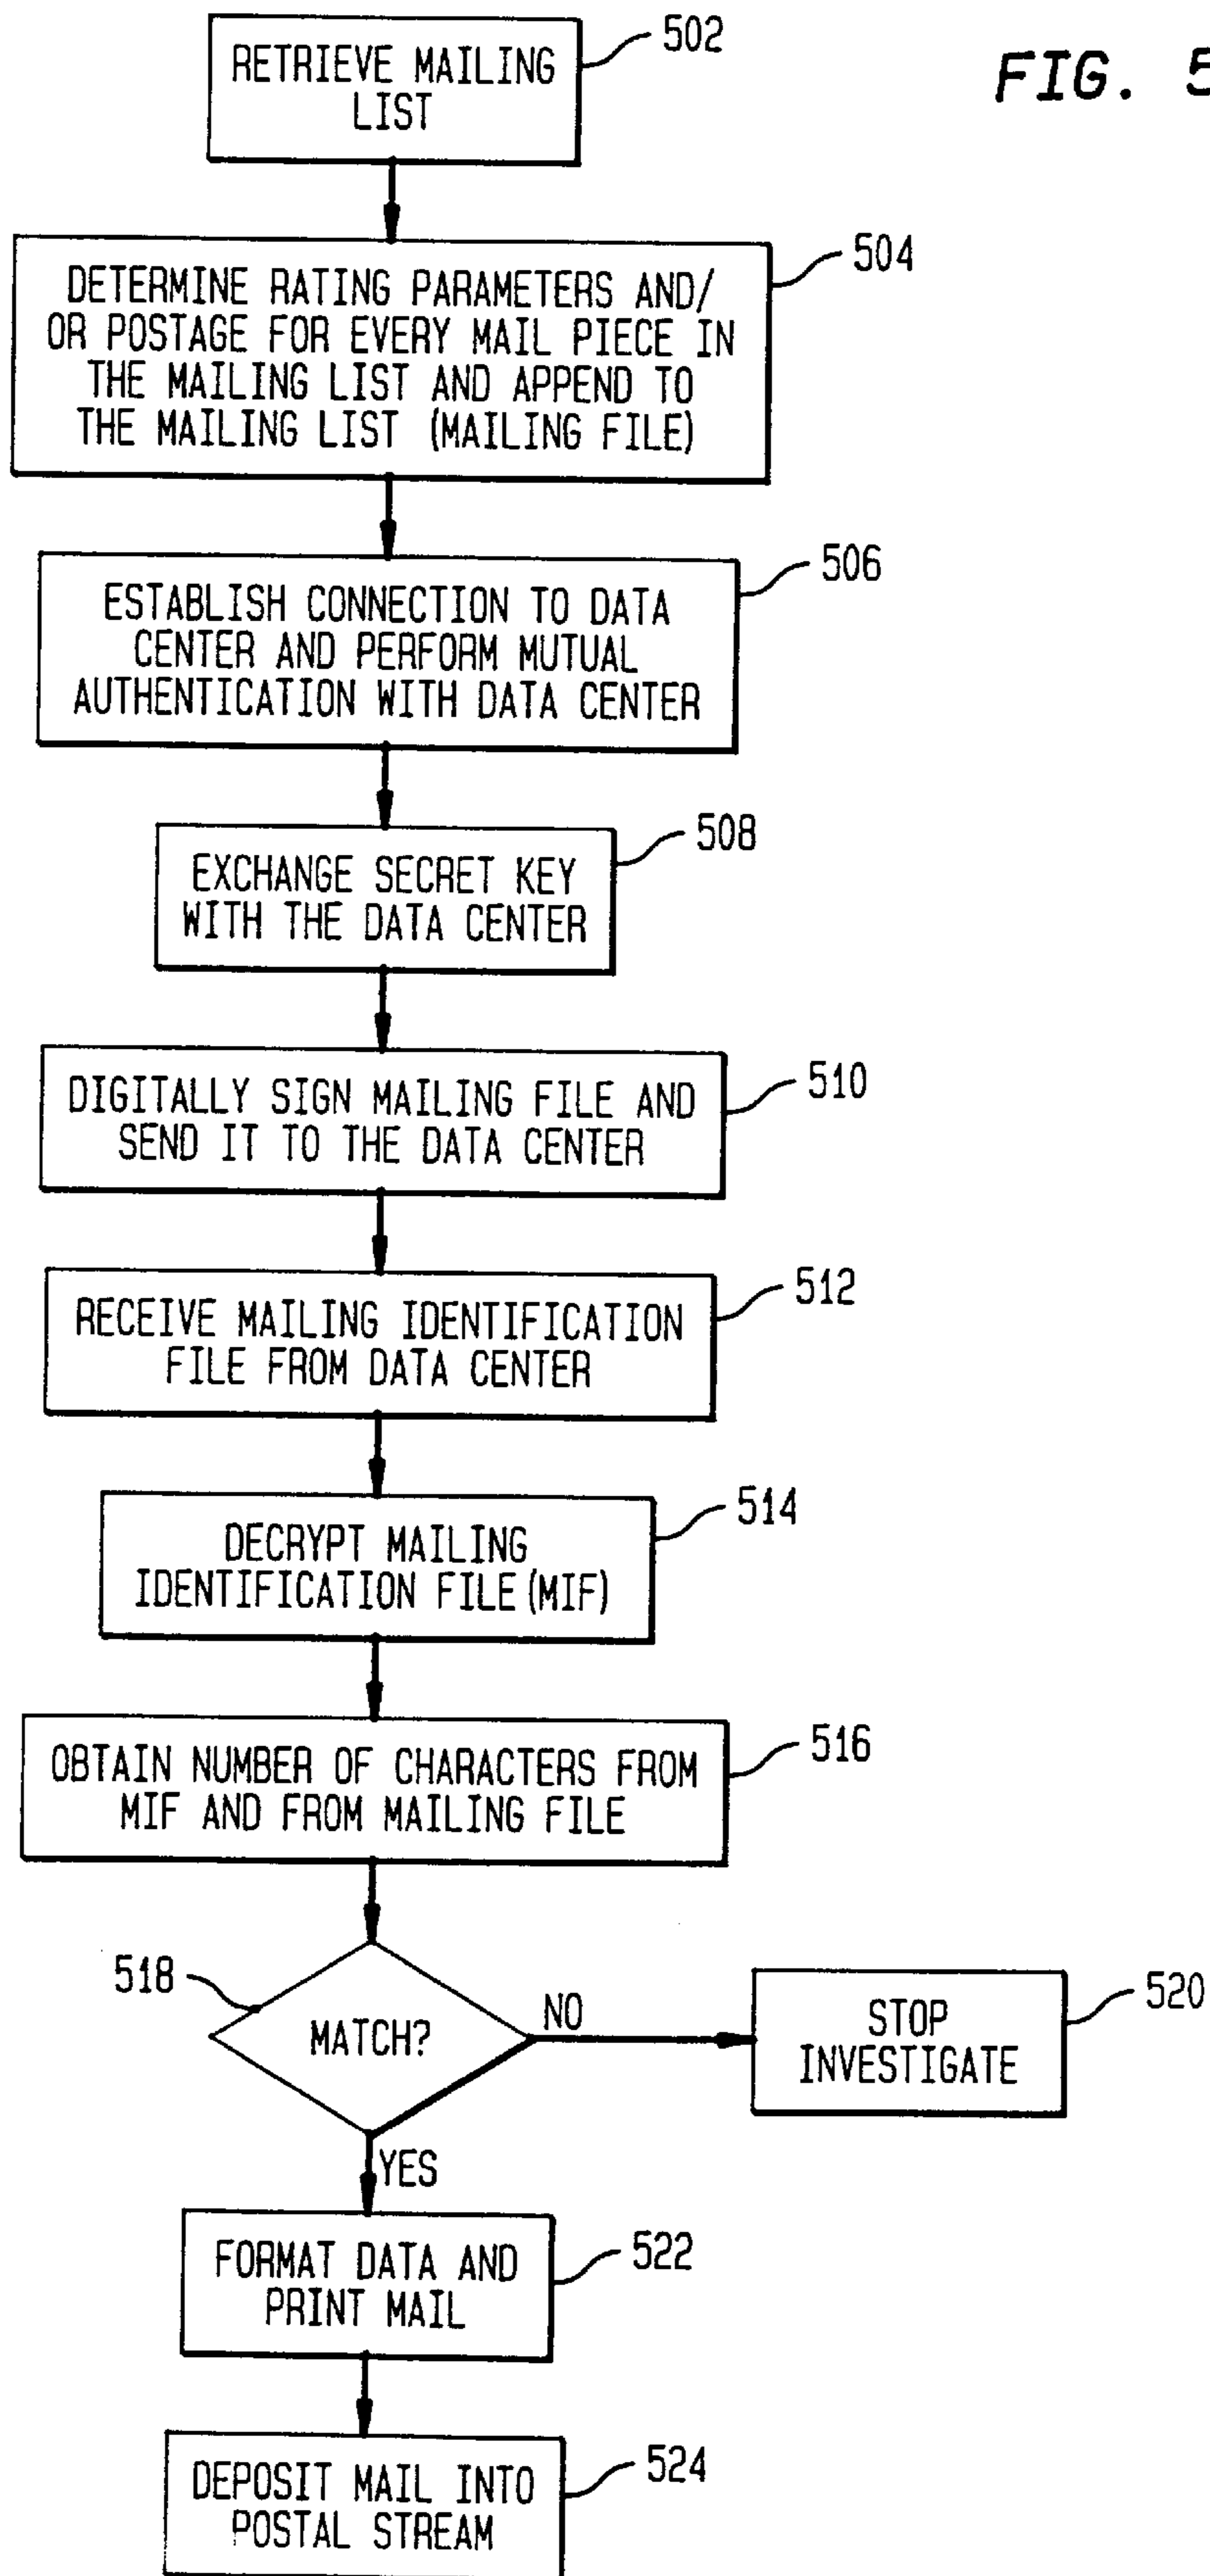 FIG. 5
502
RETRIEVE MAILING
LIST
504
DETERMINE RATING PARAMETERS AND/
OR POSTAGE FOR EVERY MAIL PIECE IN
THE MAILING LIST AND APPEND TO
THE MAILING LIST (MAILING FILE)
506
ESTABLISH CONNECTION TO DATA
CENTER AND PERFORM MUTUAL
AUTHENTICATION WITH DATA CENTER
508
EXCHANGE SECRET KEY
WITH THE DATA CENTER
510
DIGITALLY SIGN MAILING FILE AND
SEND IT TO THE DATA CENTER
512
RECEIVE MAILING IDENTIFICATION
FILE FROM DATA CENTER
514
DECRYPT MAILING
IDENTIFICATION FILE (MIF)
516
OBTAIN NUMBER OF CHARACTERS FROM
MIF AND FROM MAILING FILE
518
MATCH?
NO
520
STOP
INVESTIGATE
YES
522
FORMAT DATA AND
PRINT MAIL
524
DEPOSIT MAIL INTO
POSTAL STREAM